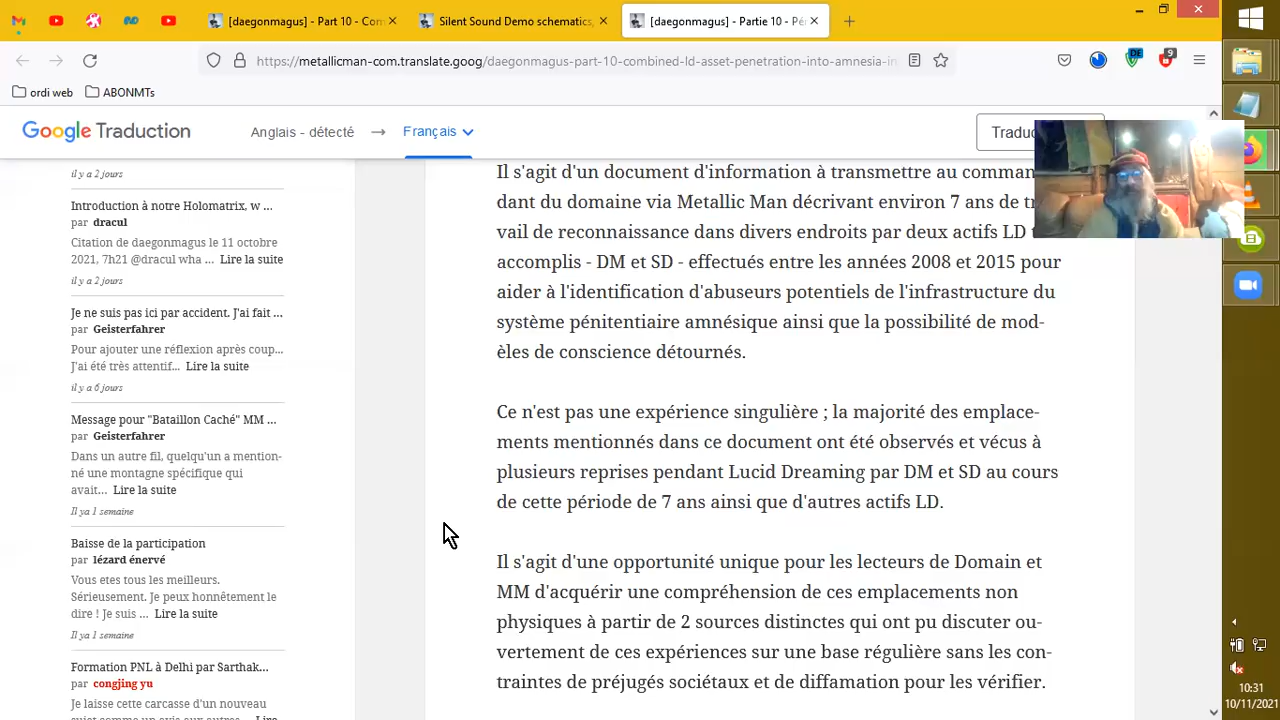 [daegonmagus] - Part 10 - Com
Silent Sound Demo schematics,
[daegonmagus] - Partie 10 - Pé
https://metallicman-com.translate.goog/daegonmagus-part-10-combined-ld-asset-penetration-into-amnesia-in
DE
9
ordi web
ABONMTs
Google Traduction
Anglais - détecté
Français
Traduc
il y a 2 jours
Introduction à notre Holomatrix, w ...
par dracul
Citation de daegonmagus le 11 octobre
2021, 7h21 @dracul wha ... Lire la suite
il y a 2 jours
Je ne suis pas ici par accident. J'ai fait ...
par Geisterfahrer
Pour ajouter une réflexion après coup...
J'ai été très attentif... Lire la suite
il y a 6 jours
Message pour "Bataillon Caché" MM ...
par Geisterfahrer
Dans un autre fil, quelqu'un a mention-
né une montagne spécifique qui
avait... Lire la suite
Il ya 1 semaine
Baisse de la participation
par lézard énervé
Vous etes tous les meilleurs.
Sérieusement. Je peux honnêtement le
dire ! Je suis ... Lire la suite
Il ya 1 semaine
Formation PNL à Delhi par Sarthak...
par congjing yu
Je laisse cette carcasse d'un nouveau
Il s'agit d'un document d'information à transmettre au comman
dant du domaine via Metallic Man décrivant environ 7 ans de
vail de reconnaissance dans divers endroits par deux actifs LD
accomplis - DM et SD - effectués entre les années 2008 et 2015 pour
aider à l'identification d'abuseurs potentiels de l'infrastructure du
système pénitentiaire amnésique ainsi que la possibilité de mod-
èles de conscience détournés.
Ce n'est pas une expérience singulière ; la majorité des emplace-
ments mentionnés dans ce document ont été observés et vécus à
plusieurs reprises pendant Lucid Dreaming par DM et SD au cours
de cette période de 7 ans ainsi que d'autres actifs LD.
Il s'agit d'une opportunité unique pour les lecteurs de Domain et
MM d'acquérir une compréhension de ces emplacements non
physiques à partir de 2 sources distinctes qui ont pu discuter ou-
vertement de ces expériences sur une base régulière sans les con-
traintes de préjugés sociétaux et de diffamation pour les vérifier.
10:31
10/11/2021